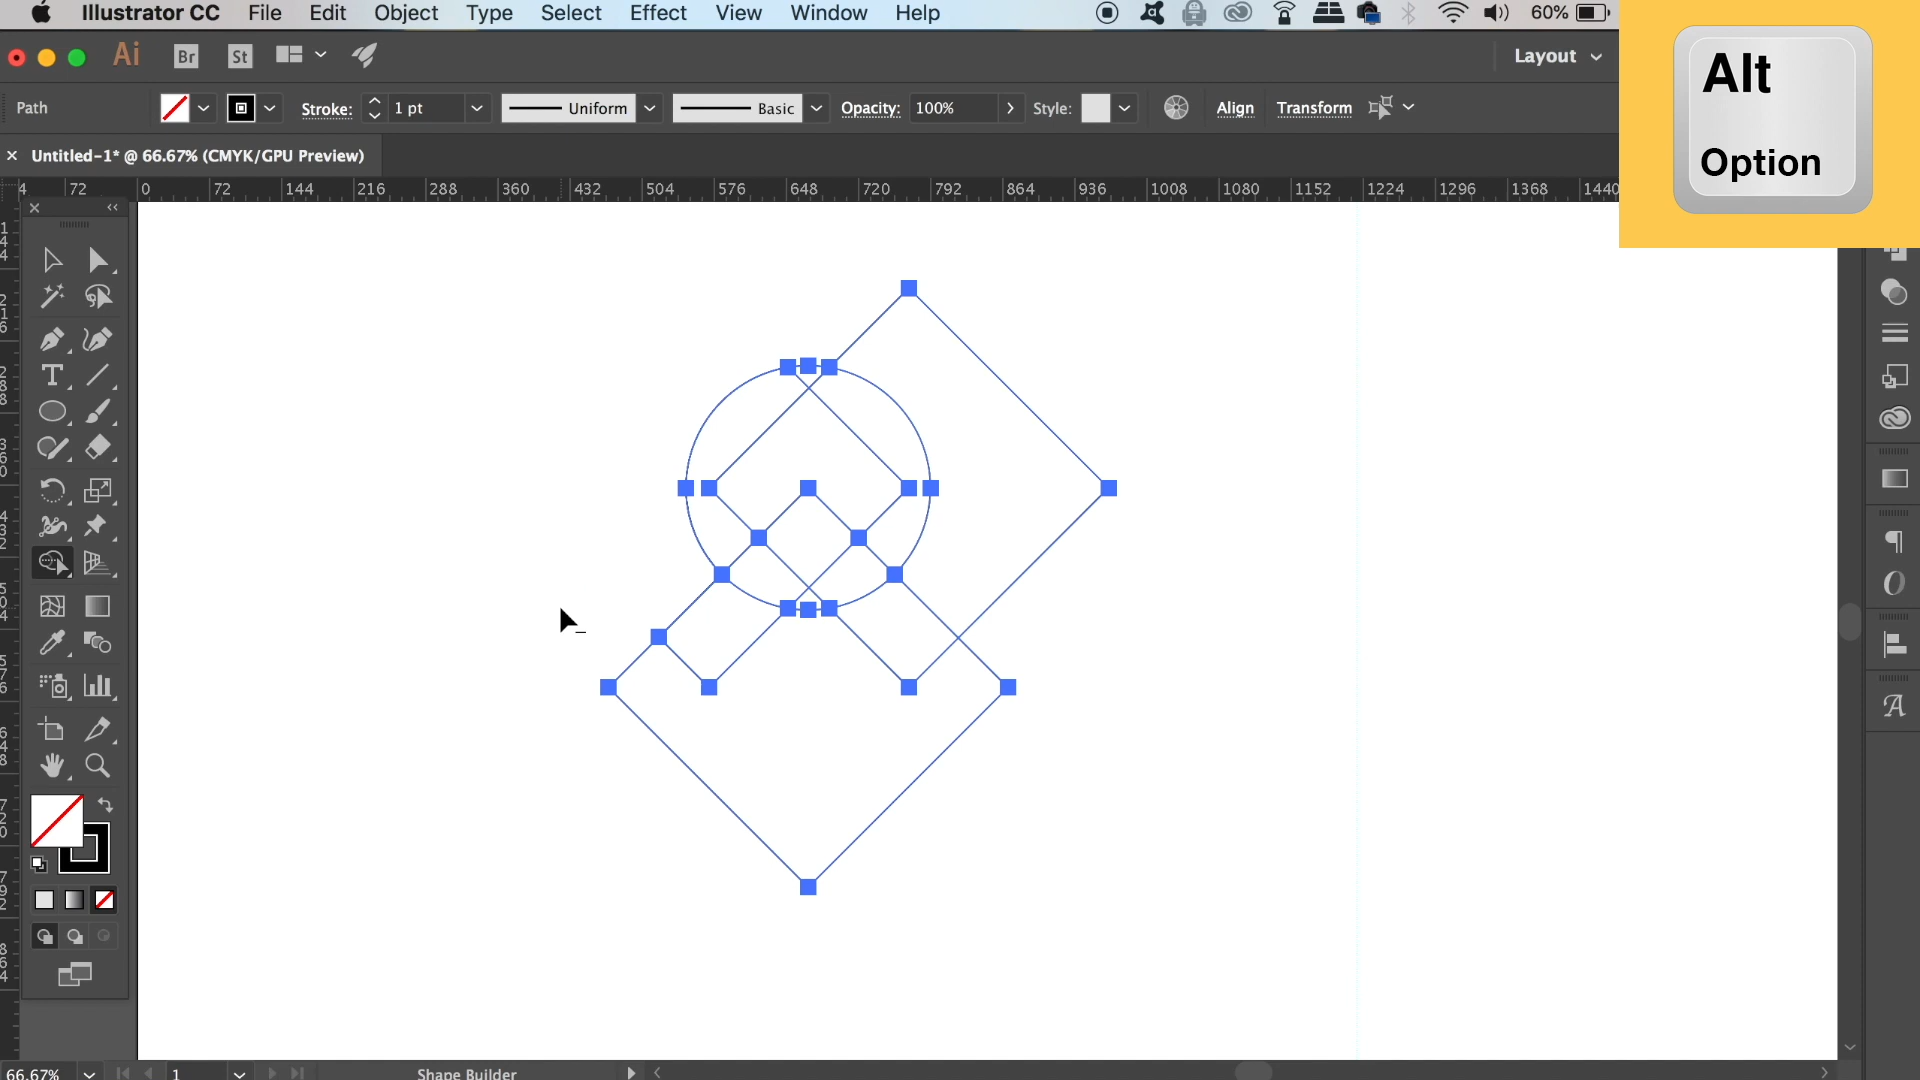 Illustrator CC File Edit Object Type Select Effect View Window Help 60%
Ai Br St Layout
Path Stroke: 1 pt Uniform Basic Opacity: 100% Style: Align Transform
× Untitled-1* @ 66.67% (CMYK/GPU Preview)
4 72 0 72 144 216 288 360 432 504 576 648 720 792 864 936 1008 1080 1152 1224 1296 1368 1440
Alt
Option
66.67% 1 Shape Builder